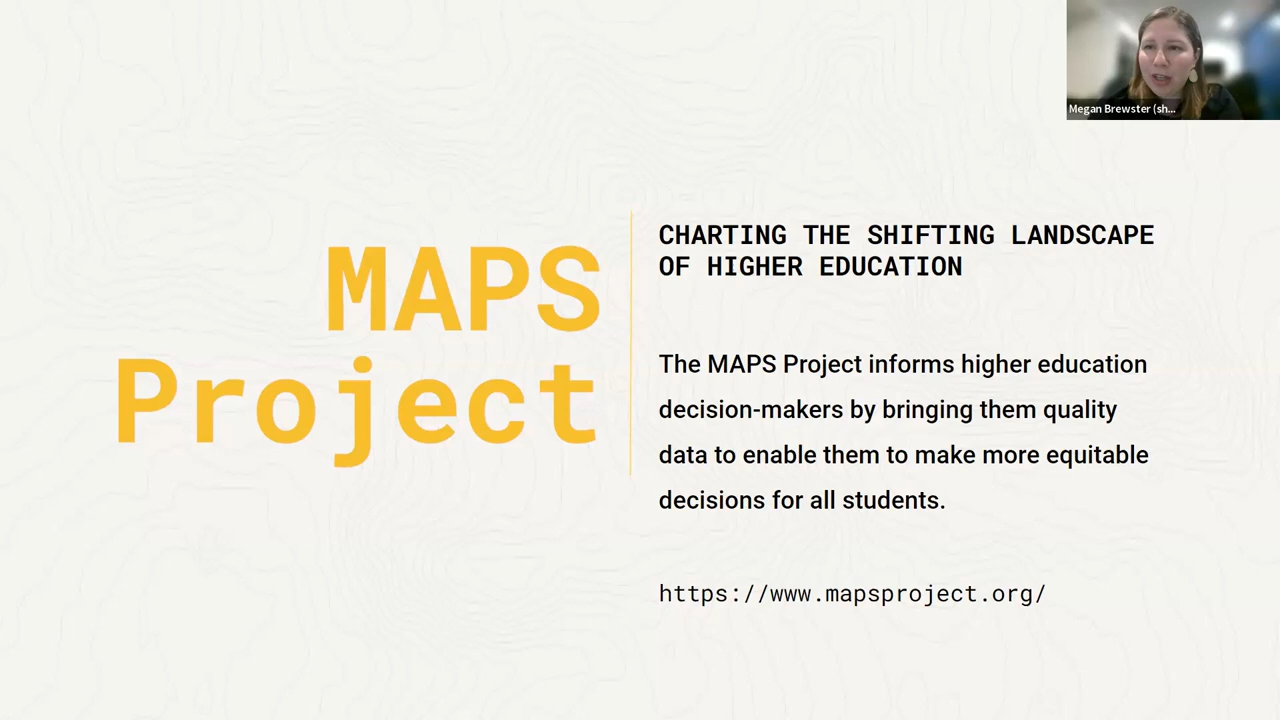 Megan Brewster (sh...
MAPS
Project
CHARTING THE SHIFTING LANDSCAPE
OF HIGHER EDUCATION
The MAPS Project informs higher education
decision-makers by bringing them quality
data to enable them to make more equitable
decisions for all students.
https://www.mapsproject.org/